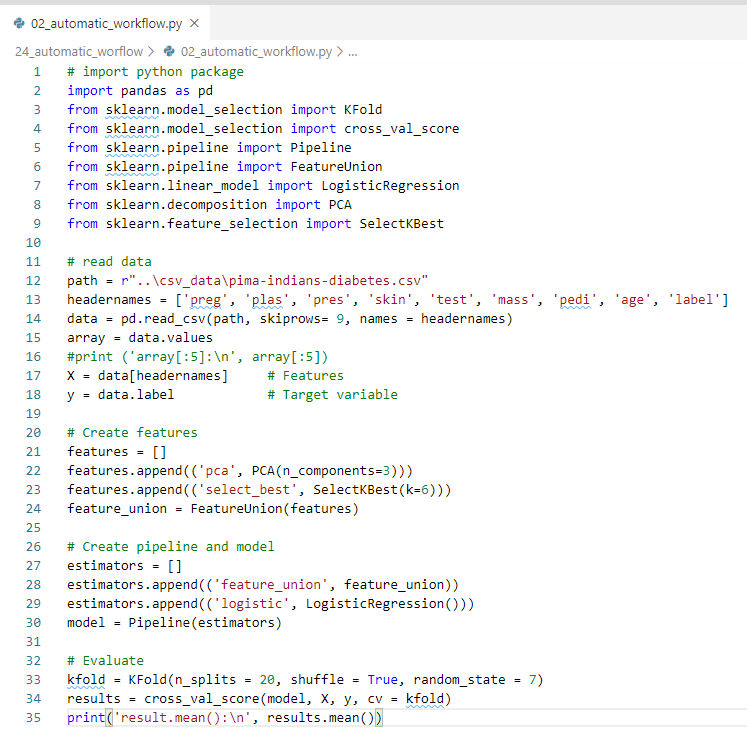 02_automatic_workflow.py ×
24_automatic_worflow > 02_automatic_workflow.py > ...
1 # import python package
2 import pandas as pd
3 from sklearn.model_selection import KFold
4 from sklearn.model_selection import cross_val_score
5 from sklearn.pipeline import Pipeline
6 from sklearn.pipeline import FeatureUnion
7 from sklearn.linear_model import LogisticRegression
8 from sklearn.decomposition import PCA
9 from sklearn.feature_selection import SelectKBest
10
11 # read data
12 path = r"..\csv_data\pima-indians-diabetes.csv"
13 headernames = ['preg', 'plas', 'pres', 'skin', 'test', 'mass', 'pedi', 'age', 'label']
14 data = pd.read_csv(path, skiprows= 9, names = headernames)
15 array = data.values
16 #print ('array[:5]:\n', array[:5])
17 X = data[headernames]     # Features
18 y = data.label            # Target variable
19
20 # Create features
21 features = []
22 features.append(('pca', PCA(n_components=3)))
23 features.append(('select_best', SelectKBest(k=6)))
24 feature_union = FeatureUnion(features)
25
26 # Create pipeline and model
27 estimators = []
28 estimators.append(('feature_union', feature_union))
29 estimators.append(('logistic', LogisticRegression()))
30 model = Pipeline(estimators)
31
32 # Evaluate
33 kfold = KFold(n_splits = 20, shuffle = True, random_state = 7)
34 results = cross_val_score(model, X, y, cv = kfold)
35 print('result.mean():\n', results.mean())